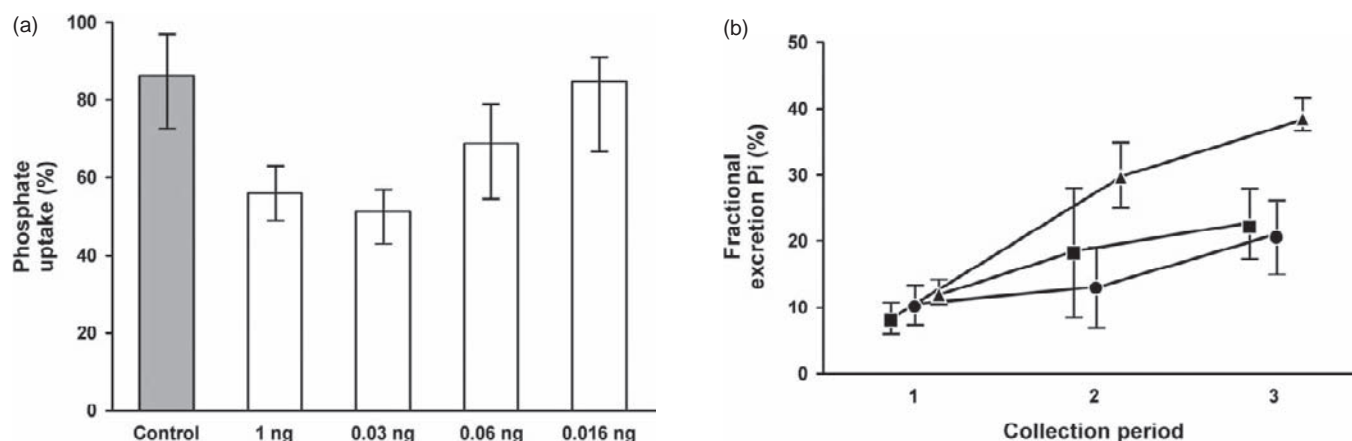 (a)
100
80
60
40
20
0
Phosphate
uptake (%)
Control 1 ng 0.03 ng 0.06 ng 0.016 ng
(b)
50
40
30
20
10
0
Fractional
excretion Pi (%)
1 2 3
Collection period